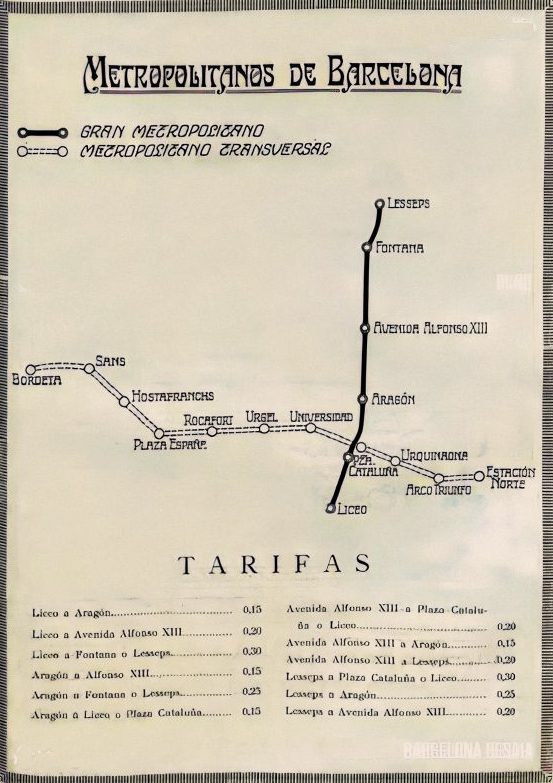 METROPOLITANOS DE BARCELONA
GRAN METROPOLITANO
METROPOLITANO TRANSVERSAL
LESSEPS
FONTANA
AVENIDA ALFONSO XIII
ARAGÓN
SANS
BORDETA
HOSTAFRANCHS
PLAZA ESPAÑE.
ROCAFORT
URGEL
UNIVERSIDAD
PZA.
CATALUÑA
URQUINAONA
ARCO TRIUNFO
ESTACIÓN
NORTE
LICEO
TARIFAS
Liceo a Aragón 0,15
Liceo a Avenida Alfonso XIII 0,20
Liceo a Fontana o Lesseps 0,30
Aragón a Alfonso XIII 0,15
Aragón a Fontana o Lesseps 0,25
Aragón a Liceo o Plaza Cataluña 0,15
Avenida Alfonso XIII a Plaza Catalu-
ña o Liceo 0,20
Avenida Alfonso XIII a Aragón 0,15
Avenida Alfonso XIII a Lesseps 0,20
Lesseps a Plaza Cataluña o Liceo 0,30
Lesseps a Aragón 0,25
Lesseps a Avenida Alfonso XIII 0,20